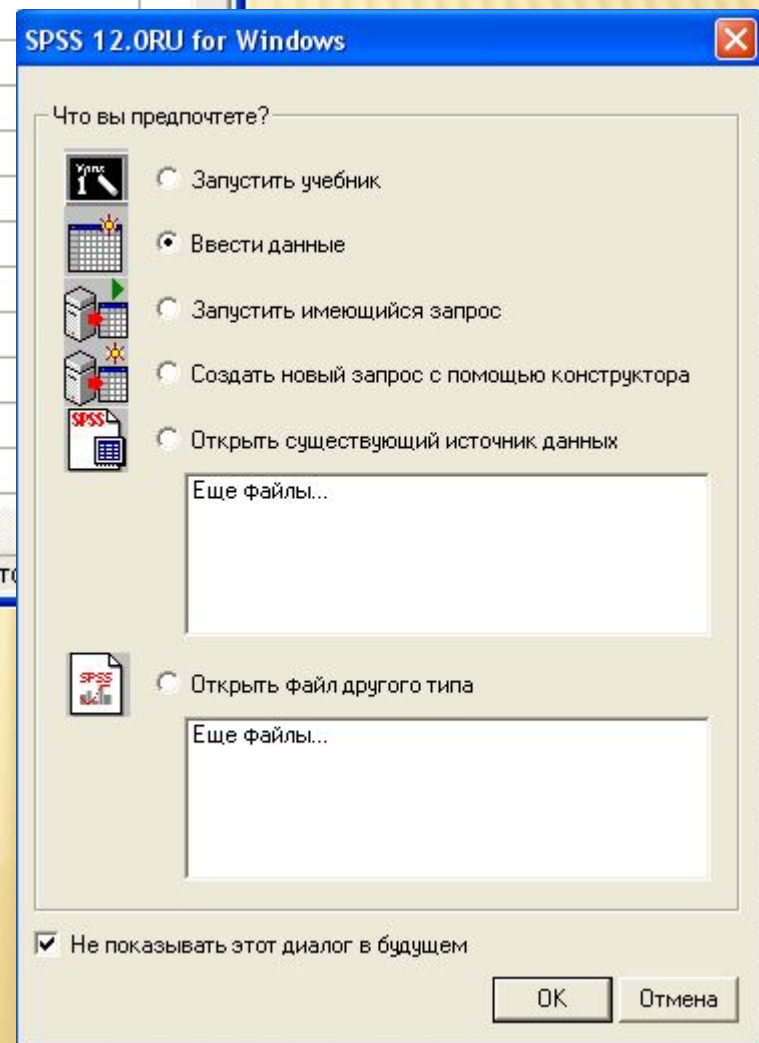 SPSS 12.0RU for Windows
Что вы предпочтете?
Запустить учебник
Ввести данные
Запустить имеющийся запрос
Создать новый запрос с помощью конструктора
SPSS
Открыть существующий источник данных
Еще файлы...
SPSS
Открыть файл другого типа
Еще файлы...
Не показывать этот диалог в будущем
OK Отмена